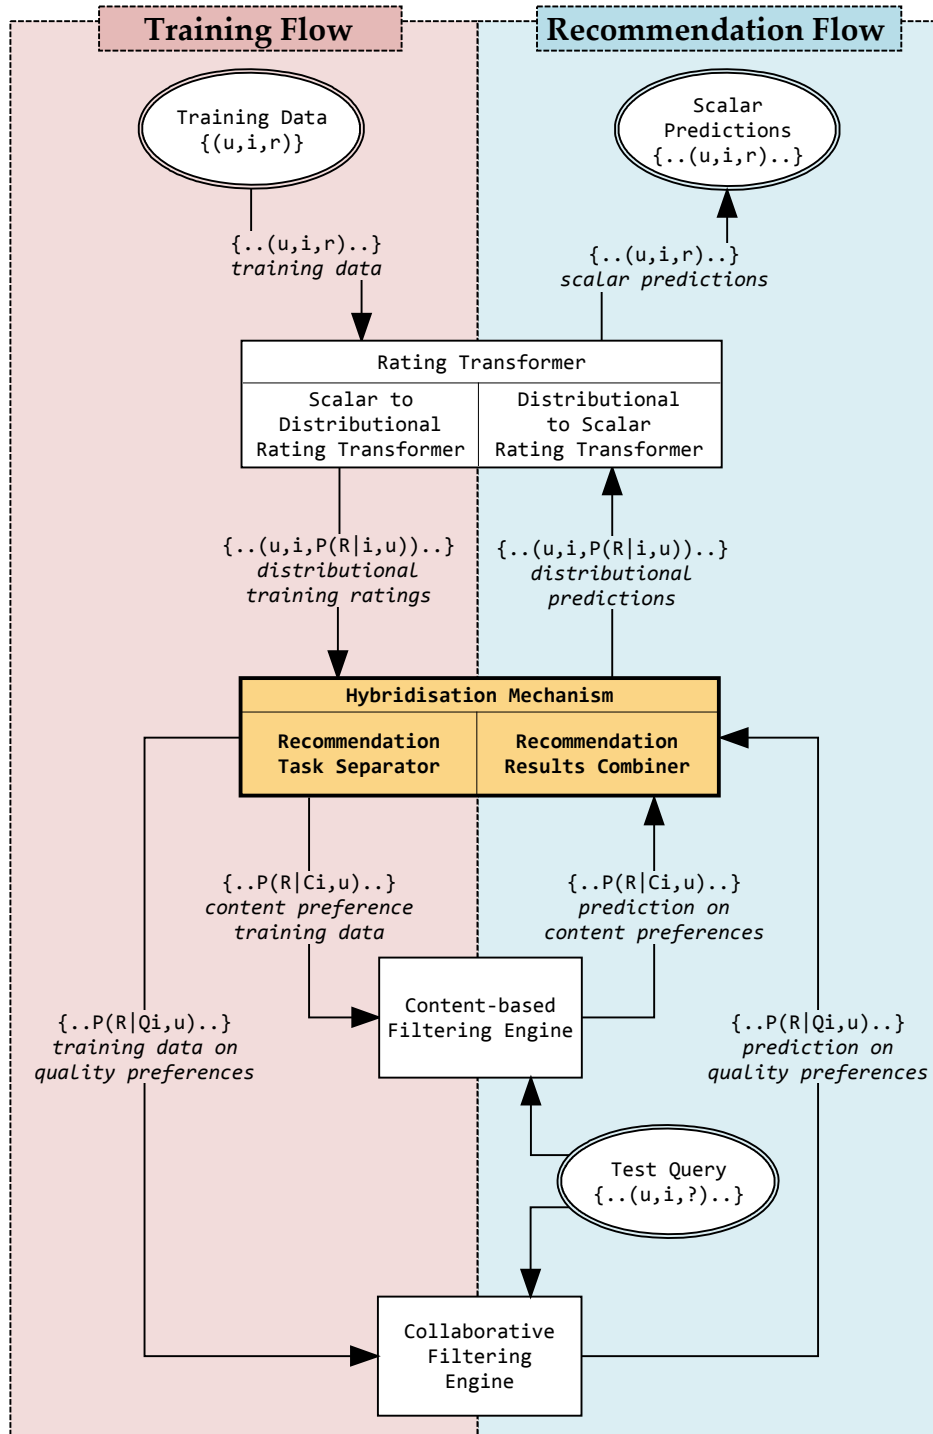 Training Flow
Recommendation Flow
Training Data
{(u,i,r)}
Scalar
Predictions
{..(u,i,r)..}
{..(u,i,r)..}
training data
{..(u,i,r)..}
scalar predictions
Rating Transformer
Scalar to
Distributional
Rating Transformer
Distributional
to Scalar
Rating Transformer
{..(u,i,P(R|i,u))..}
distributional
training ratings
{..(u,i,P(R|i,u))..}
distributional
predictions
Hybridisation Mechanism
Recommendation
Task Separator
Recommendation
Results Combiner
{..P(R|Ci,u)..}
content preference
training data
{..P(R|Ci,u)..}
prediction on
content preferences
Content-based
Filtering Engine
{..P(R|Qi,u)..}
training data on
quality preferences
{..P(R|Qi,u)..}
prediction on
quality preferences
Test Query
{..(u,i,?)..}
Collaborative
Filtering
Engine